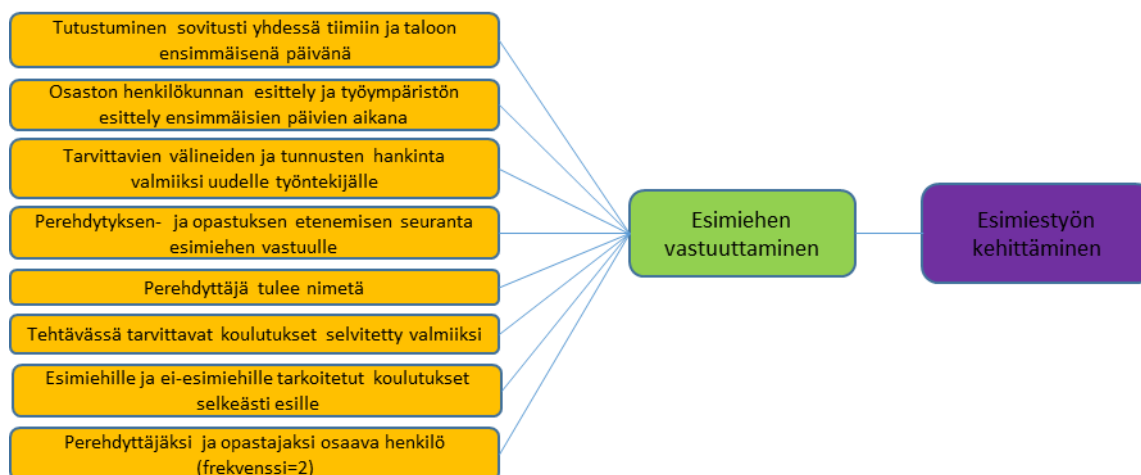 Tutustuminen sovitusti yhdessä tiimiin ja taloon
ensimmäisenä päivänä
Osaston henkilökunnan esittely ja työympäristön
esittely ensimmäisien päivien aikana
Tarvittavien välineiden ja tunnusten hankinta
valmiiksi uudelle työntekijälle
Perehdytyksen- ja opastuksen etenemisen seuranta
esimiehen vastuulle
Perehdyttäjä tulee nimetä
Tehtävässä tarvittavat koulutukset selvitetty valmiiksi
Esimiehille ja ei-esimiehille tarkoitetut koulutukset
selkeästi esille
Perehdyttäjäksi ja opastajaksi osaava henkilö
(frekvenssi=2)
Esimiehen
vastuuttaminen
Esimiestyön
kehittäminen